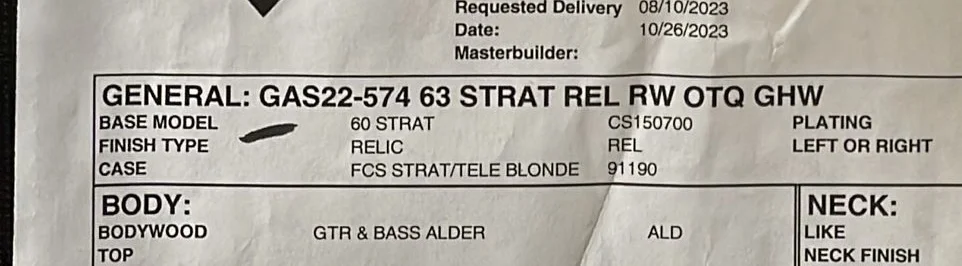 Requested Delivery 08/10/2023
Date: 10/26/2023
Masterbuilder:
GENERAL: GAS22-574 63 STRAT REL RW OTQ GHW
BASE MODEL 60 STRAT CS150700 PLATING
FINISH TYPE RELIC REL LEFT OR RIGHT
CASE FCS STRAT/TELE BLONDE 91190
BODY: NECK:
BODYWOOD GTR & BASS ALDER ALD LIKE
TOP NECK FINISH